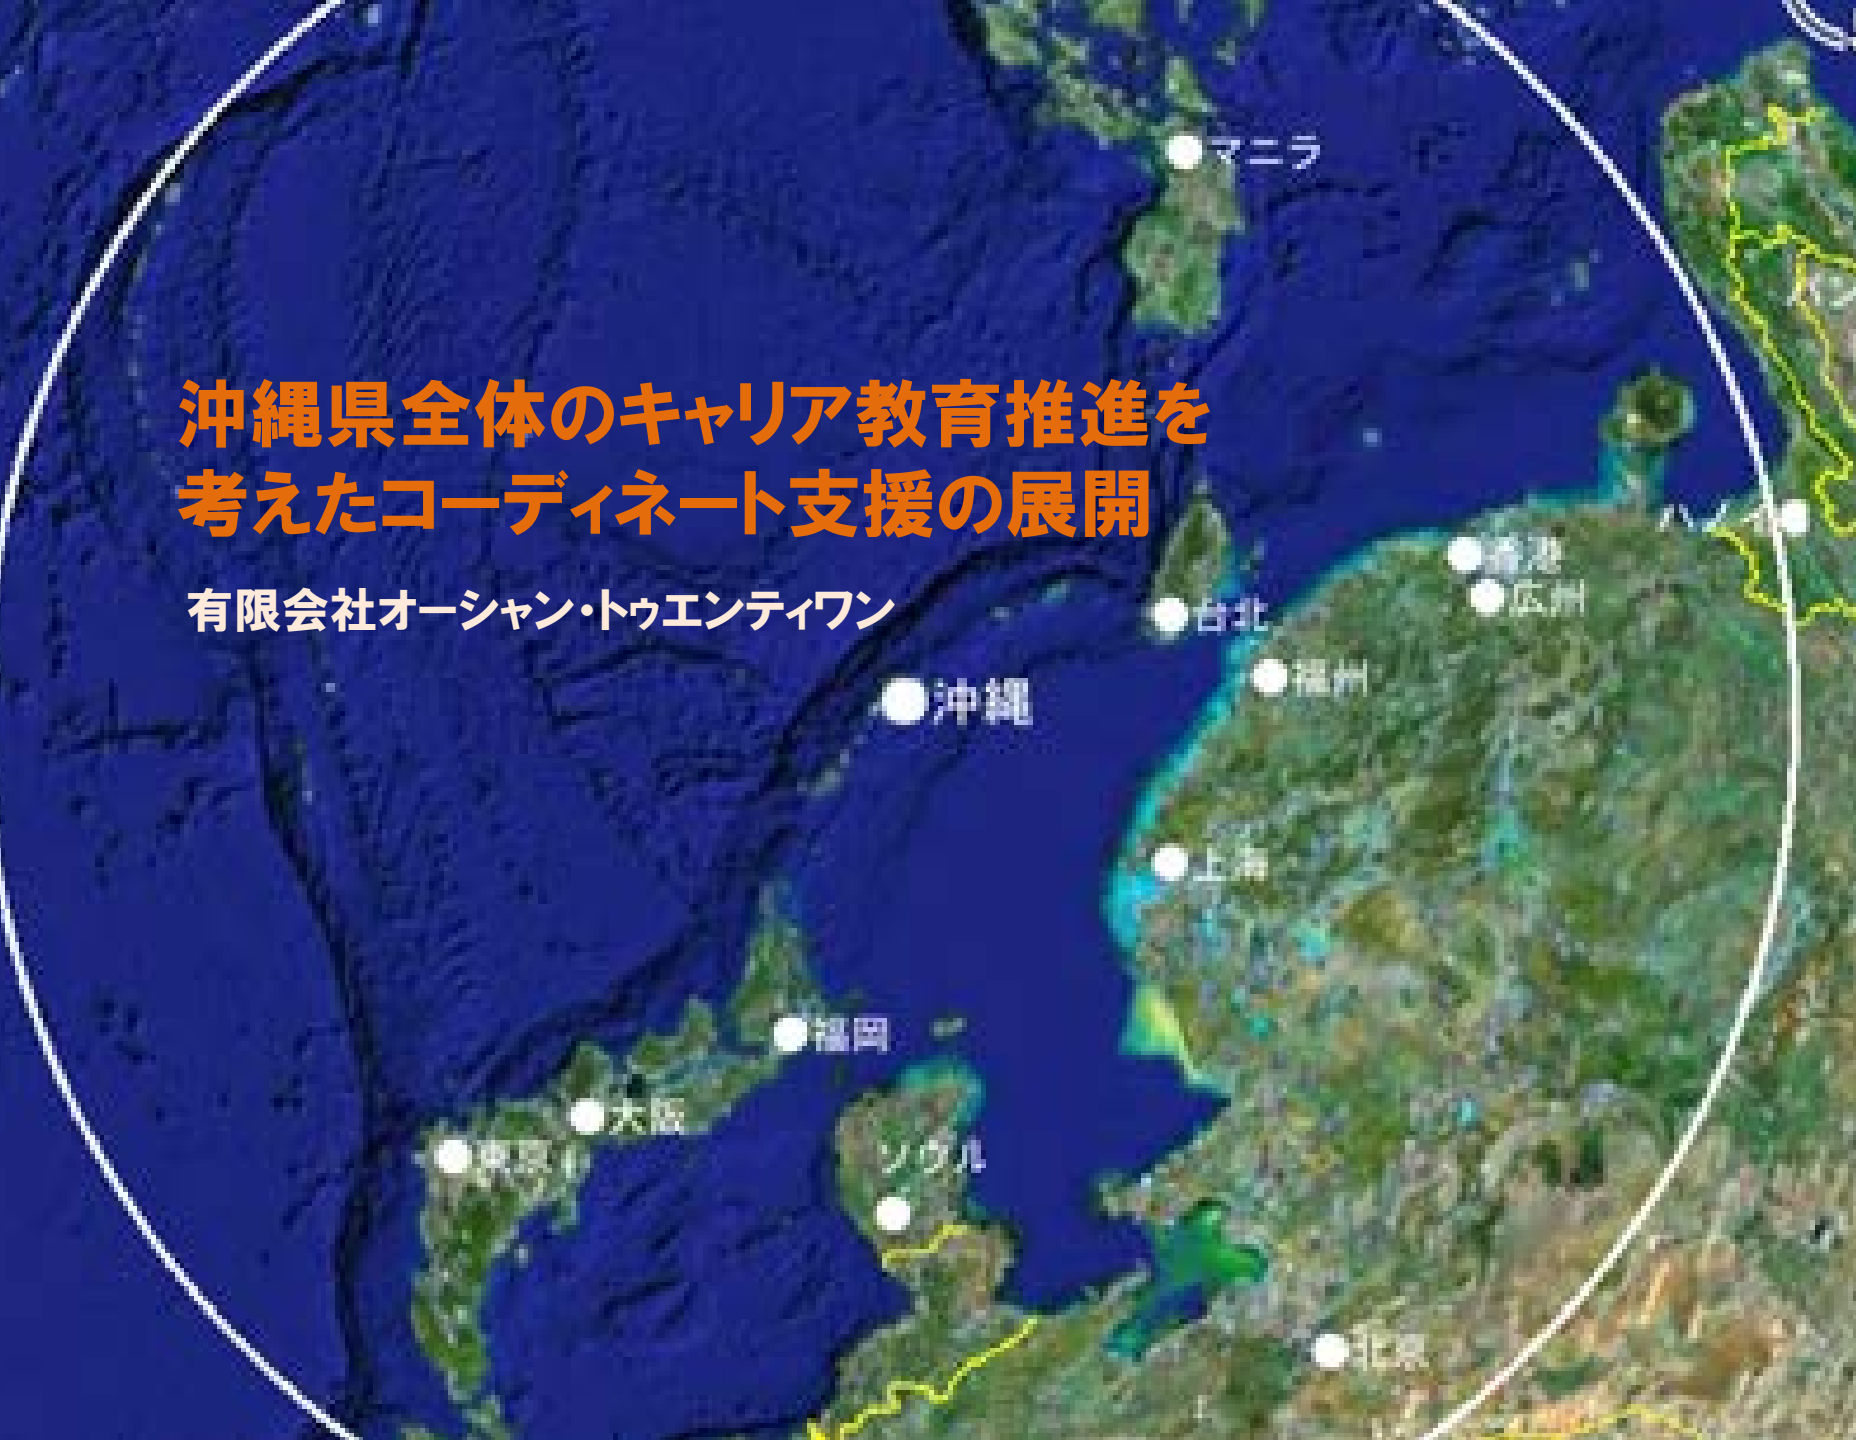 マニラ
沖縄県全体のキャリア教育推進を
考えたコーディネート支援の展開
有限会社オーシャン・トゥエンティワン
ハノイ
香港
広州
台北
福州
沖縄
上海
福岡
大阪
東京
ソウル
北京